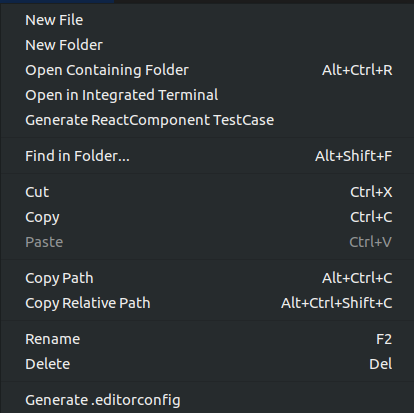 New File
New Folder
Open Containing Folder Alt+Ctrl+R
Open in Integrated Terminal
Generate ReactComponent TestCase
Find in Folder... Alt+Shift+F
Cut Ctrl+X
Copy Ctrl+C
Paste Ctrl+V
Copy Path Alt+Ctrl+C
Copy Relative Path Alt+Ctrl+Shift+C
Rename F2
Delete Del
Generate .editorconfig